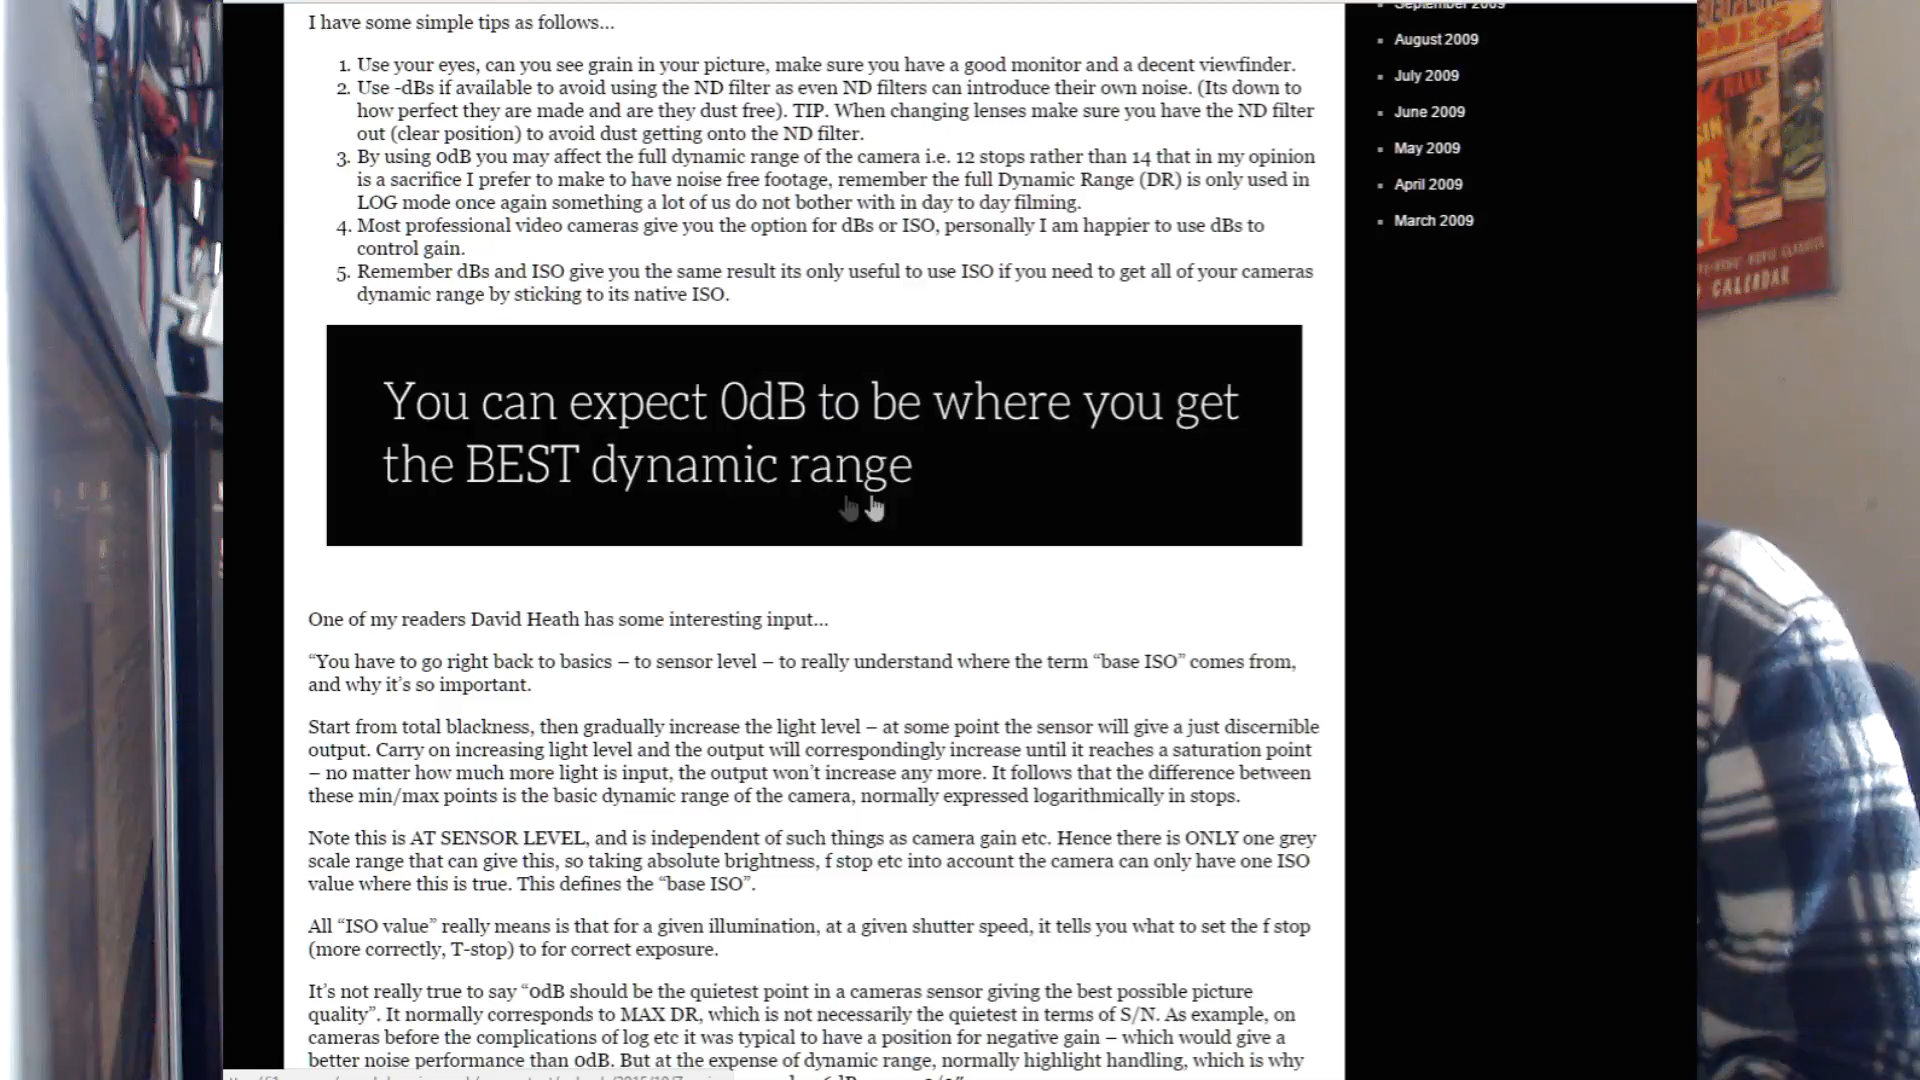 I have some simple tips as follows...
1. Use your eyes, can you see grain in your picture, make sure you have a good monitor and a decent viewfinder.
2. Use -dBs if available to avoid using the ND filter as even ND filters can introduce their own noise. (Its down to
how perfect they are made and are they dust free). TIP. When changing lenses make sure you have the ND filter
out (clear position) to avoid dust getting onto the ND filter.
3. By using 0dB you may affect the full dynamic range of the camera i.e. 12 stops rather than 14 that in my opinion
is a sacrifice I prefer to make to have noise free footage, remember the full Dynamic Range (DR) is only used in
LOG mode once again something a lot of us do not bother with in day to day filming.
4. Most professional video cameras give you the option for dBs or ISO, personally I am happier to use dBs to
control gain.
5. Remember dBs and ISO give you the same result its only useful to use ISO if you need to get all of your cameras
dynamic range by sticking to its native ISO.
You can expect 0dB to be where you get
the BEST dynamic range
One of my readers David Heath has some interesting input...
“You have to go right back to basics – to sensor level – to really understand where the term “base ISO” comes from,
and why it’s so important.
Start from total blackness, then gradually increase the light level – at some point the sensor will give a just discernible
output. Carry on increasing light level and the output will correspondingly increase until it reaches a saturation point
– no matter how much more light is input, the output won’t increase any more. It follows that the difference between
these min/max points is the basic dynamic range of the camera, normally expressed logarithmically in stops.
Note this is AT SENSOR LEVEL, and is independent of such things as camera gain etc. Hence there is ONLY one grey
scale range that can give this, so taking absolute brightness, f stop etc into account the camera can only have one ISO
value where this is true. This defines the “base ISO”.
All “ISO value” really means is that for a given illumination, at a given shutter speed, it tells you what to set the f stop
(more correctly, T-stop) to for correct exposure.
It’s not really true to say “0dB should be the quietest point in a cameras sensor giving the best possible picture
quality”. It normally corresponds to MAX DR, which is not necessarily the quietest in terms of S/N. As example, on
cameras before the complications of log etc it was typical to have a position for negative gain – which would give a
better noise performance than 0dB. But at the expense of dynamic range, normally highlight handling, which is why
September 2009
August 2009
July 2009
June 2009
May 2009
April 2009
March 2009
CALENDAR